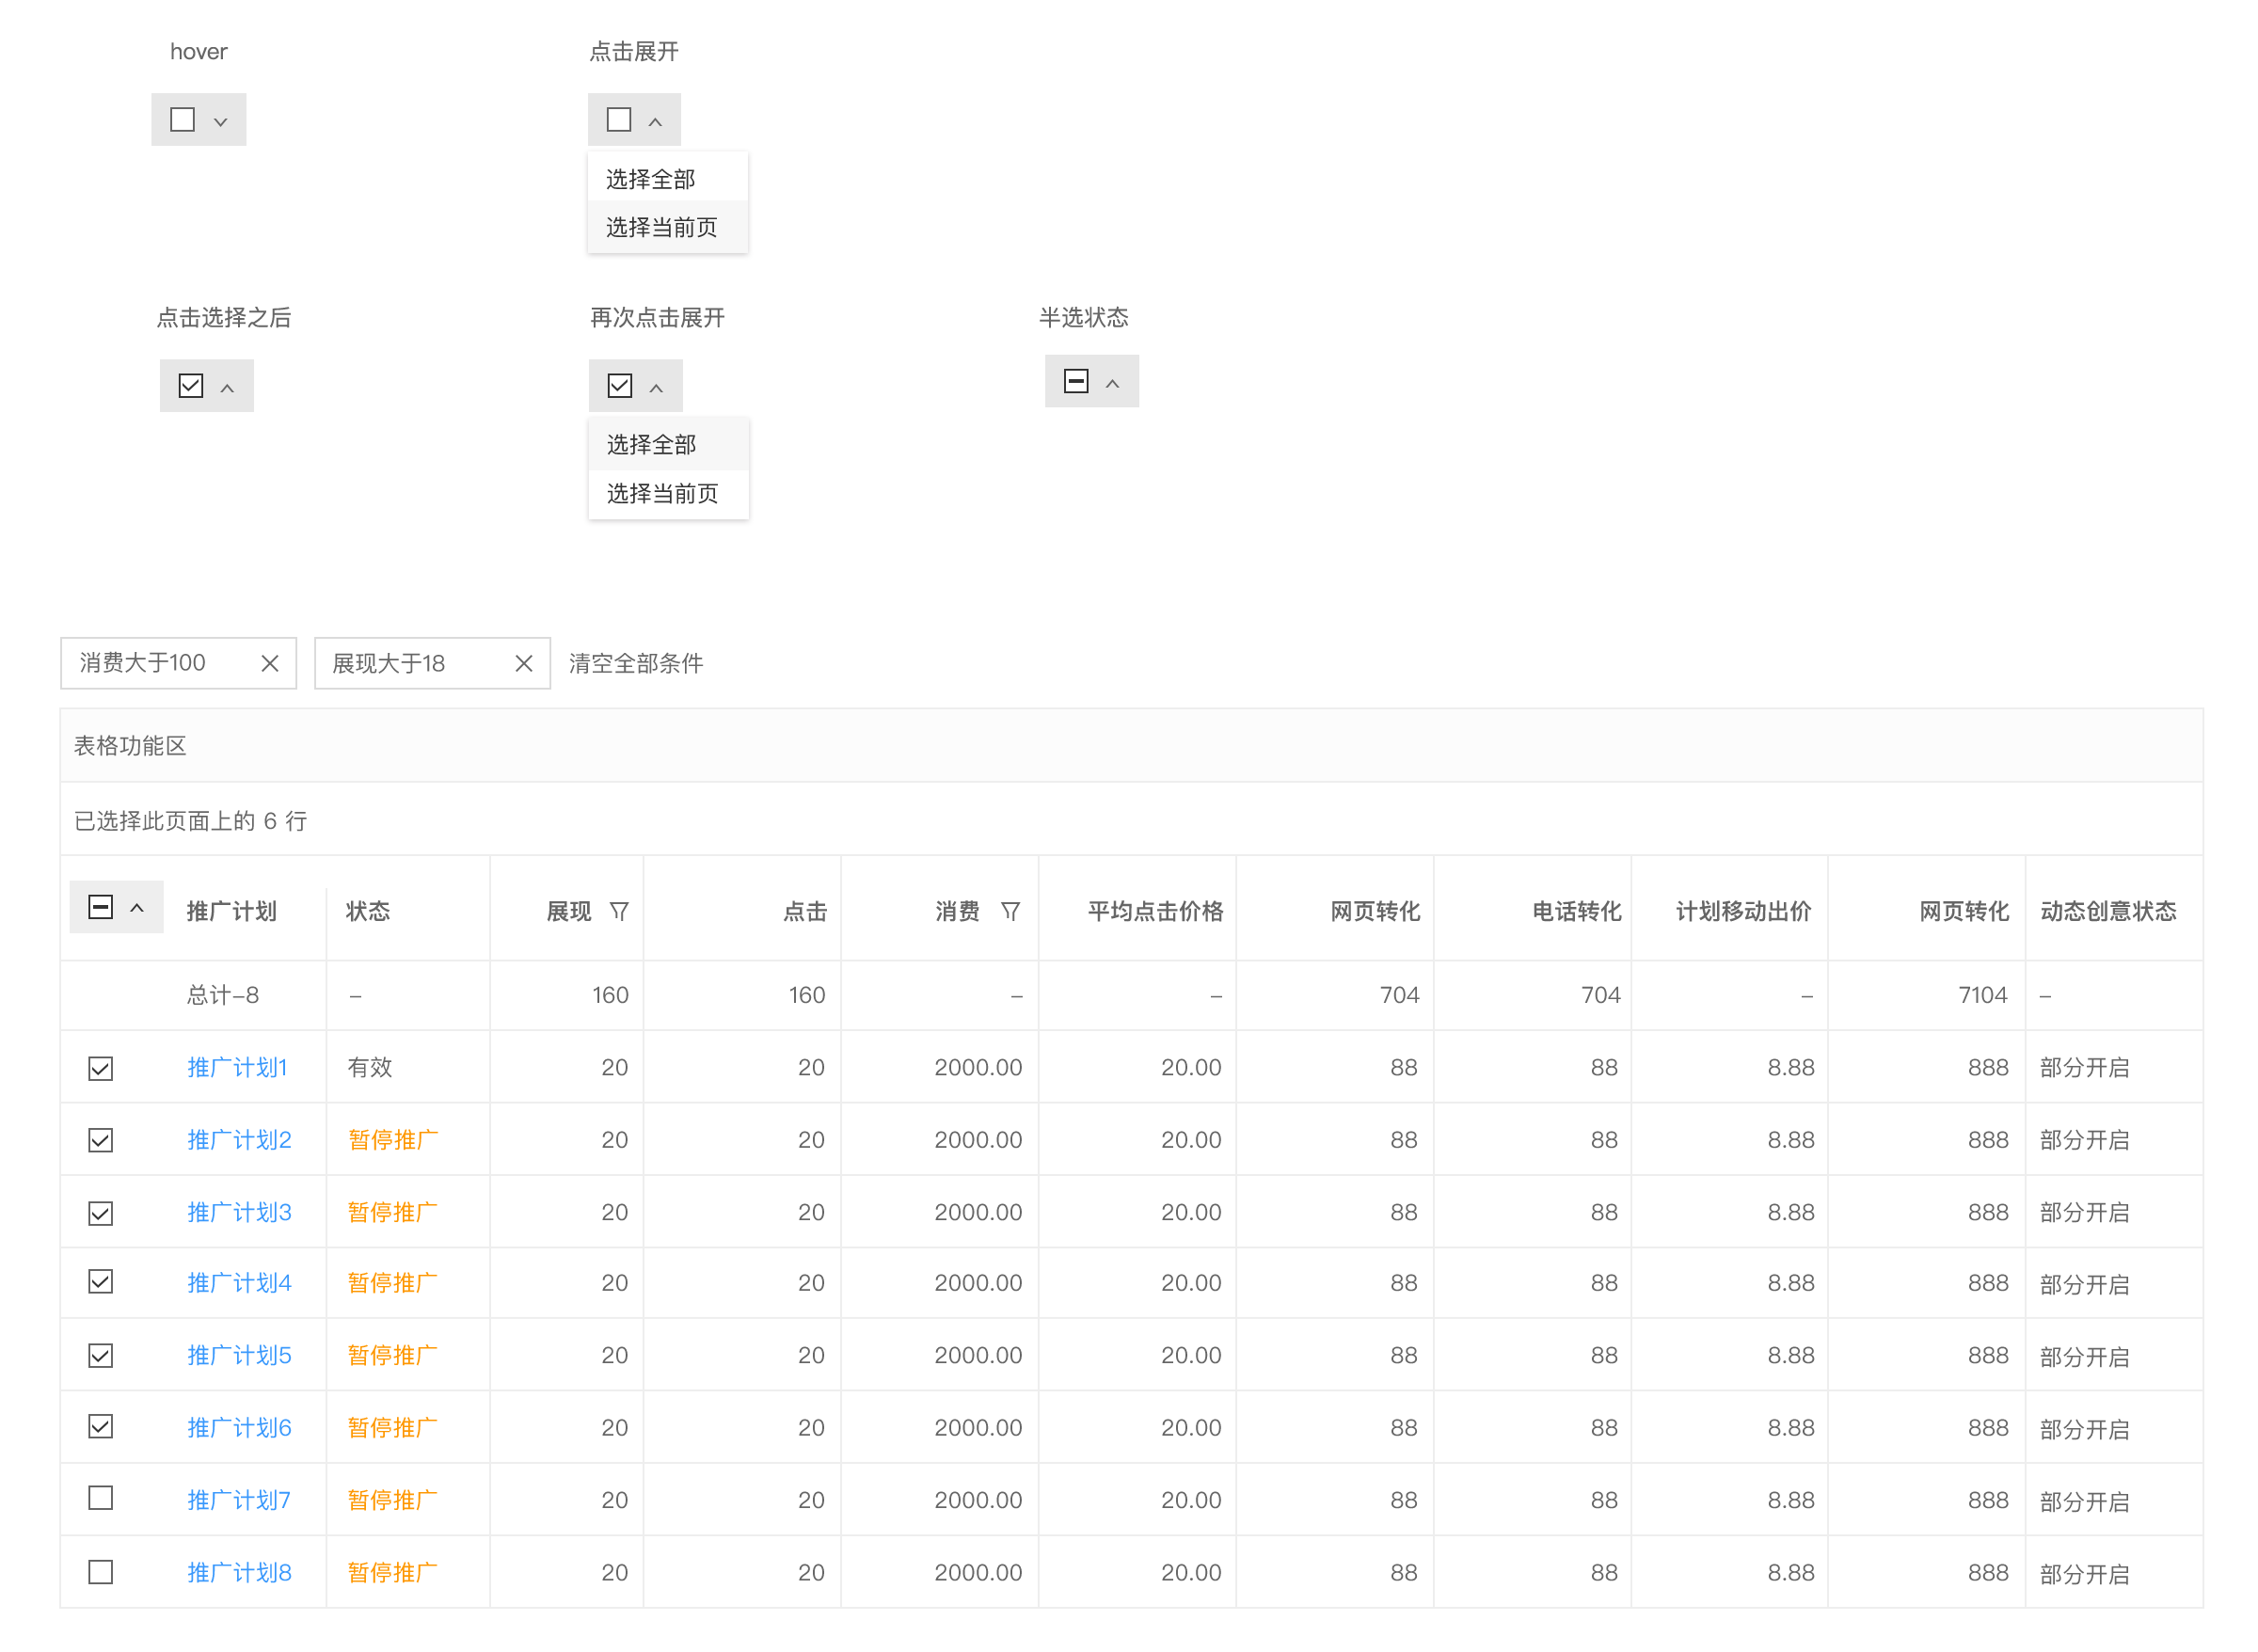 hover
点击展开
选择全部
选择当前页
点击选择之后
再次点击展开
半选状态
选择全部
选择当前页
消费大于100 展现大于18 清空全部条件
表格功能区
已选择此页面上的 6 行
推广计划 状态 展现 点击 消费 平均点击价格 网页转化 电话转化 计划移动出价 网页转化 动态创意状态
总计-8 – 160 160 – – 704 704 – 7104 –
推广计划1 有效 20 20 2000.00 20.00 88 88 8.88 888 部分开启
推广计划2 暂停推广 20 20 2000.00 20.00 88 88 8.88 888 部分开启
推广计划3 暂停推广 20 20 2000.00 20.00 88 88 8.88 888 部分开启
推广计划4 暂停推广 20 20 2000.00 20.00 88 88 8.88 888 部分开启
推广计划5 暂停推广 20 20 2000.00 20.00 88 88 8.88 888 部分开启
推广计划6 暂停推广 20 20 2000.00 20.00 88 88 8.88 888 部分开启
推广计划7 暂停推广 20 20 2000.00 20.00 88 88 8.88 888 部分开启
推广计划8 暂停推广 20 20 2000.00 20.00 88 88 8.88 888 部分开启